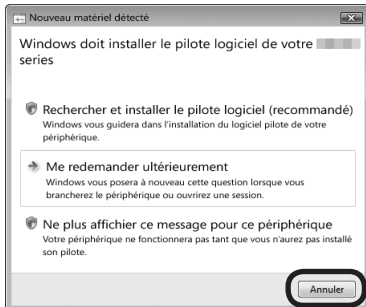 Nouveau matériel détecté
Windows doit installer le pilote logiciel de votre
series
Rechercher et installer le pilote logiciel (recommandé)
Windows vous guidera dans l'installation du logiciel pilote de votre
périphérique.
Me redemander ultérieurement
Windows vous posera à nouveau cette question lorsque vous
brancherez le périphérique ou ouvrirez une session.
Ne plus afficher ce message pour ce périphérique
Votre périphérique ne fonctionnera pas tant que vous n'aurez pas installé
son pilote.
Annuler